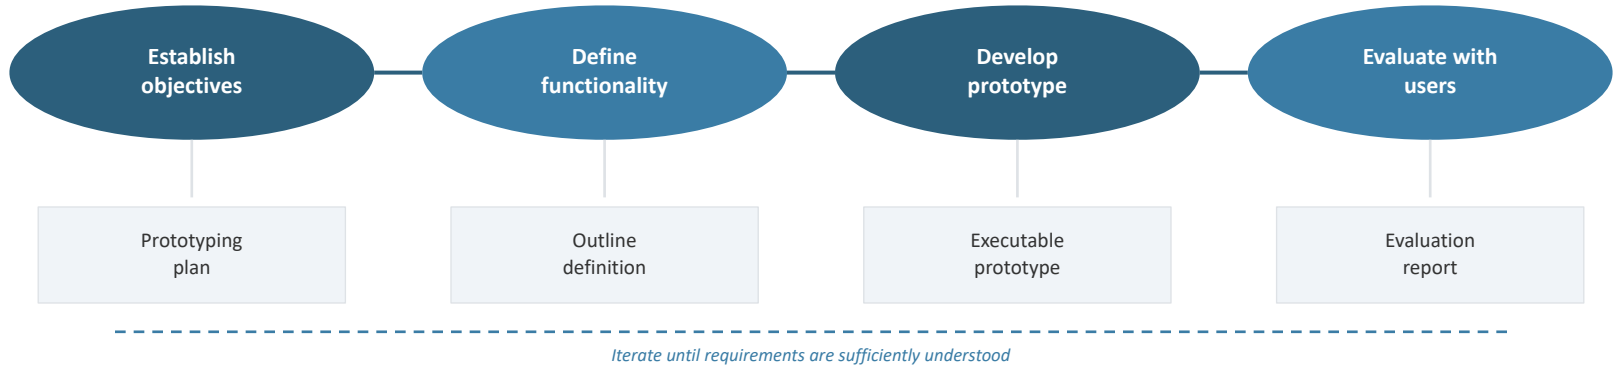 Establish
objectives
Define
functionality
Develop
prototype
Evaluate with
users
Prototyping
plan
Outline
definition
Executable
prototype
Evaluation
report
Iterate until requirements are sufficiently understood